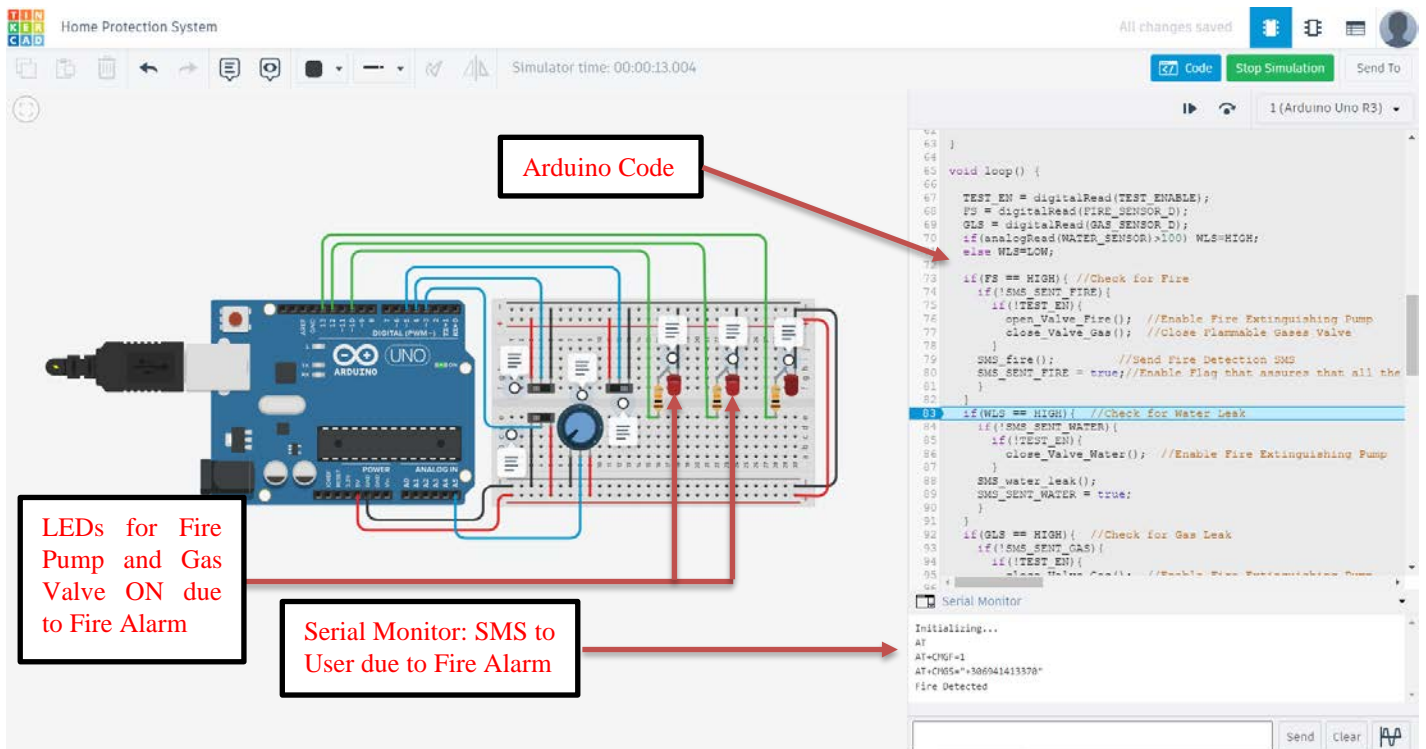 TINKERCAD
Home Protection System
All changes saved
Simulator time: 00:00:13.004
Code
Stop Simulation
Send To
1 (Arduino Uno R3)
Arduino Code
63 }
64
65 void loop() {
66
67 TEST_EN = digitalRead(TEST_ENABLE);
68 FS = digitalRead(FIRE_SENSOR_D);
69 GLS = digitalRead(GAS_SENSOR_D);
70 if(analogRead(WATER_SENSOR)>100) WLS=HIGH;
else WLS=LOW;
72
73 if(FS == HIGH){ //Check for Fire
74 if(!SMS_SENT_FIRE){
75 if(!TEST_EN){
76 open_Valve_Fire(); //Enable Fire Extinguishing Pump
77 close_Valve_Gas(); //Close Flammable Gases Valve
78 }
79 SMS_fire(); //Send Fire Detection SMS
80 SMS_SENT_FIRE = true;//Enable Flag that assures that all the
81 }
82 }
83 if(WLS == HIGH){ //Check for Water Leak
84 if(!SMS_SENT_WATER){
85 if(!TEST_EN){
86 close_Valve_Water(); //Enable Fire Extinguishing Pump
87 }
88 SMS_water_leak();
89 SMS_SENT_WATER = true;
90 }
91 }
92 if(GLS == HIGH){ //Check for Gas Leak
93 if(!SMS_SENT_GAS){
94 if(!TEST_EN){
95 close_Valve_Gas(); //Enable Fire Extinguishing Pump
DIGITAL (PWM~)
UNO
ARDUINO
ON
POWER
ANALOG IN
LEDs for Fire
Pump and Gas
Valve ON due
to Fire Alarm
Serial Monitor: SMS to
User due to Fire Alarm
Serial Monitor
Initializing...
AT
AT+CMGF=1
AT+CMGS="+306941413370"
Fire Detected
Send
Clear